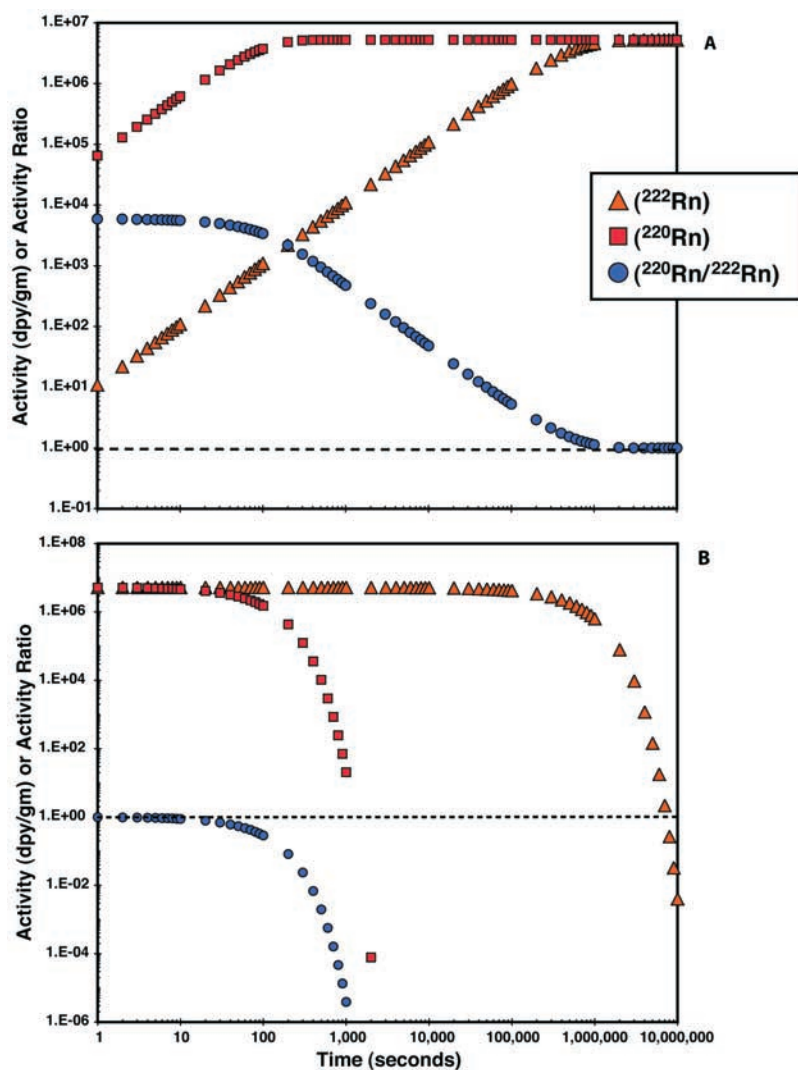 1.E+07
A
1.E+06
1.E+05
1.E+04
1.E+03
1.E+02
1.E+01
1.E+00
1.E-01
Activity (dpy/gm) or Activity Ratio
(²²²Rn)
(²²⁰Rn)
(²²⁰Rn/²²²Rn)
1.E+08
B
1.E+06
1.E+04
1.E+02
1.E+00
1.E-02
1.E-04
1.E-06
Activity (dpy/gm) or Activity Ratio
1 10 100 1,000 10,000 100,000 1,000,000 10,000,000
Time (seconds)